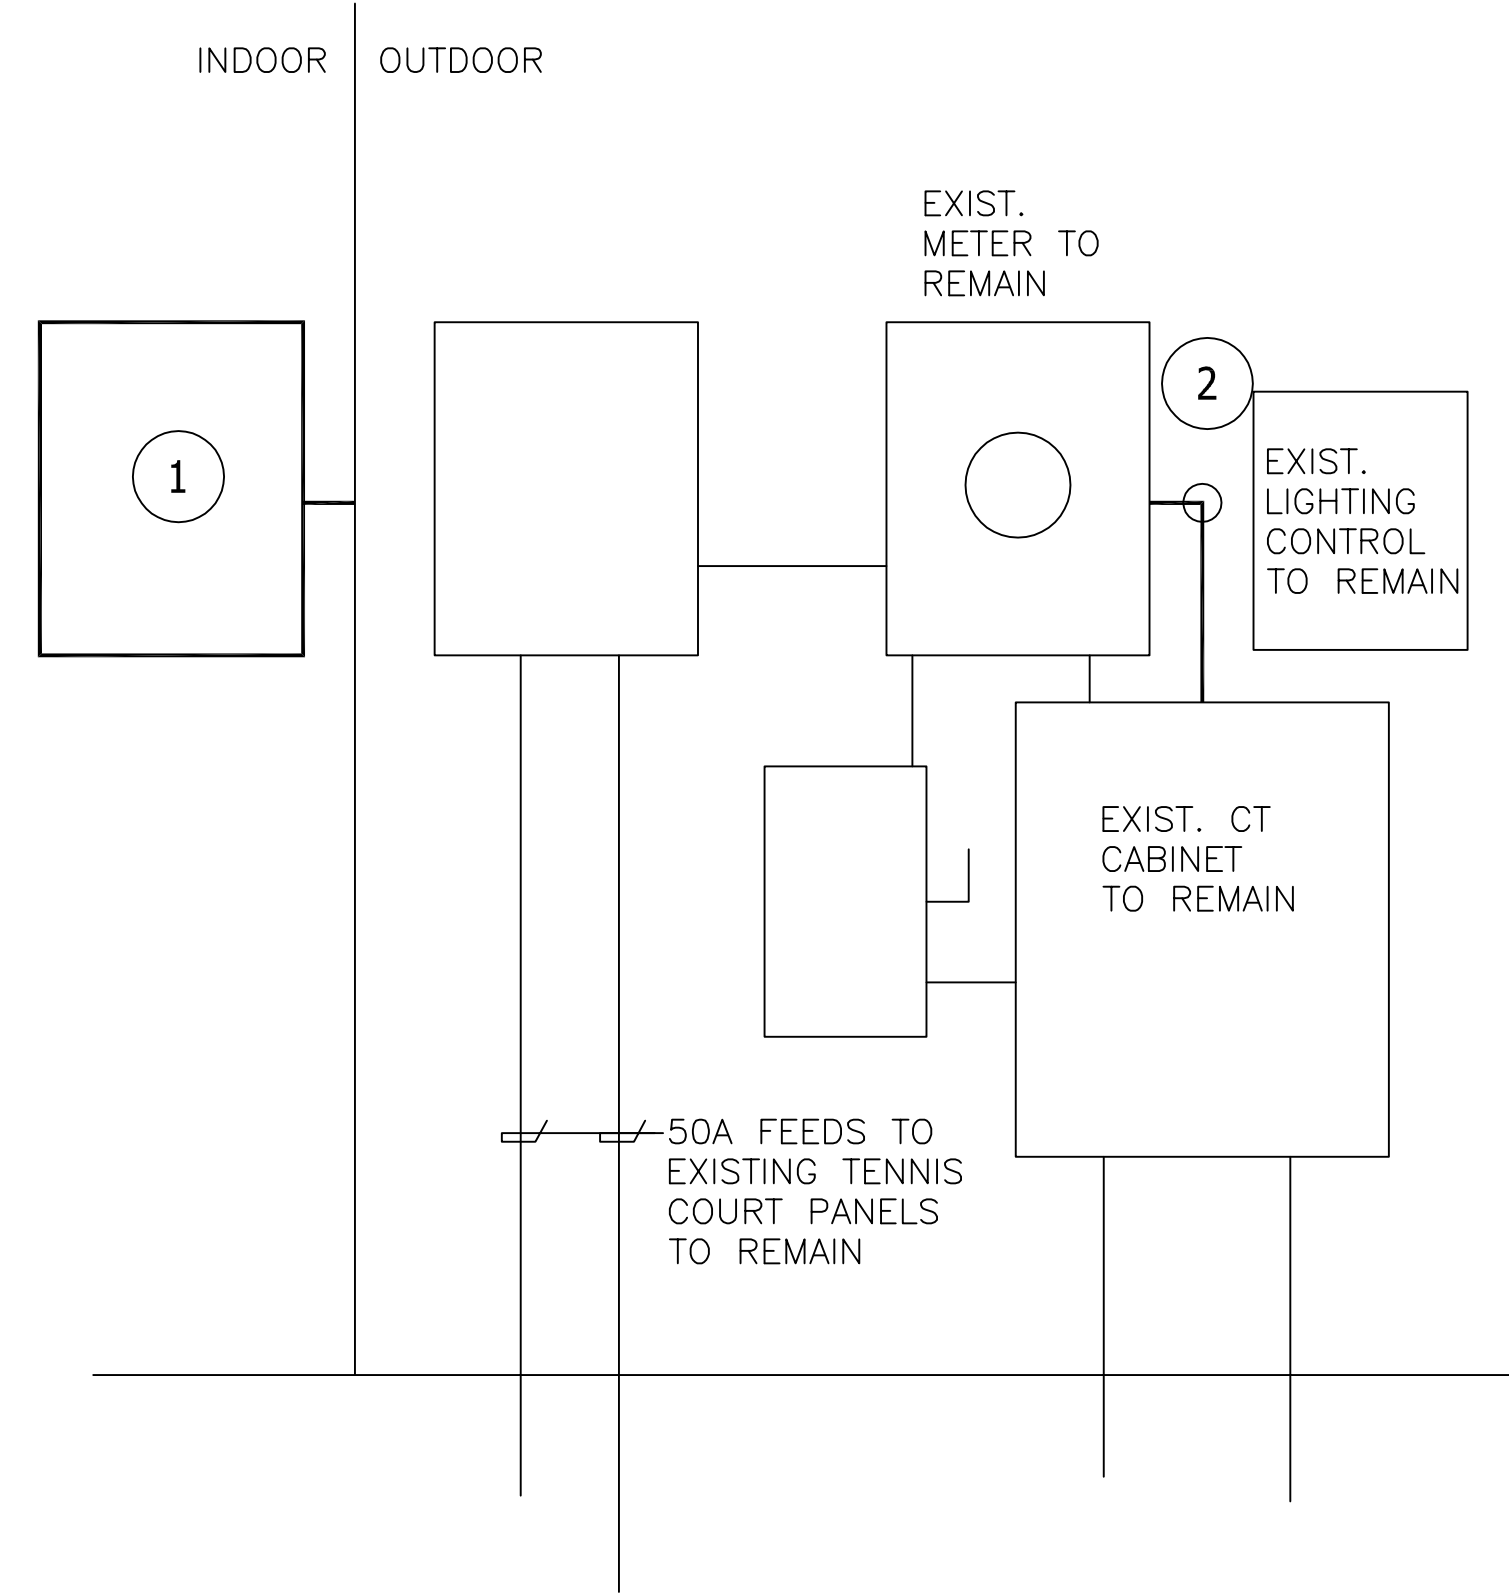 INDOOR OUTDOOR
EXIST.
METER TO
REMAIN
2
1
EXIST.
LIGHTING
CONTROL
TO REMAIN
EXIST. CT
CABINET
TO REMAIN
50A FEEDS TO
EXISTING TENNIS
COURT PANELS
TO REMAIN